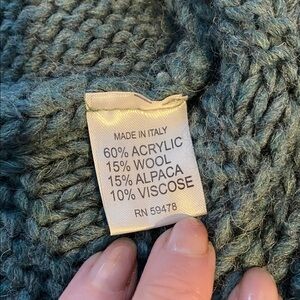 MADE IN ITALY
60% ACRYLIC
15% WOOL
15% ALPACA
10% VISCOSE
RN 59478